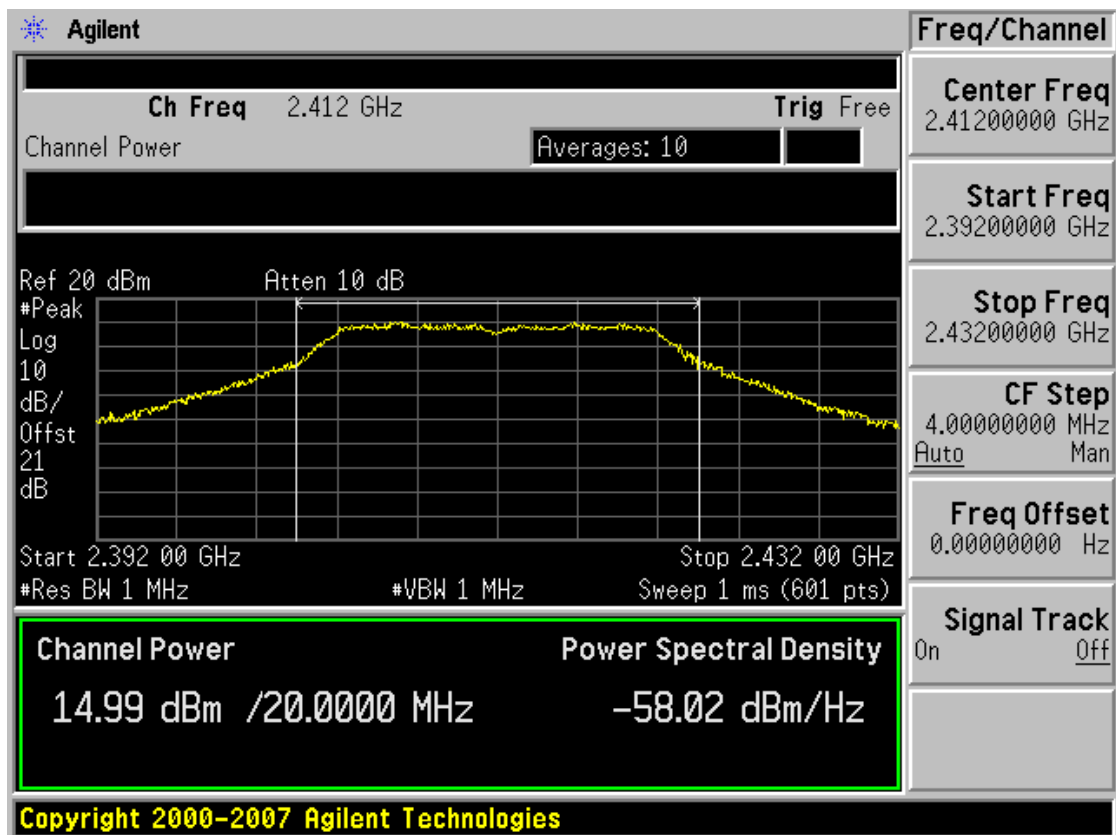 Agilent
Freq/Channel
Ch Freq 2.412 GHz Trig Free
Channel Power Averages: 10
Ref 20 dBm Atten 10 dB
#Peak
Log
10
dB/
Offst
21
dB
Start 2.392 00 GHz Stop 2.432 00 GHz
#Res BW 1 MHz #VBW 1 MHz Sweep 1 ms (601 pts)
Channel Power Power Spectral Density
14.99 dBm /20.0000 MHz -58.02 dBm/Hz
Center Freq
2.41200000 GHz
Start Freq
2.39200000 GHz
Stop Freq
2.43200000 GHz
CF Step
4.00000000 MHz
Auto Man
Freq Offset
0.00000000 Hz
Signal Track
On Off
Copyright 2000-2007 Agilent Technologies